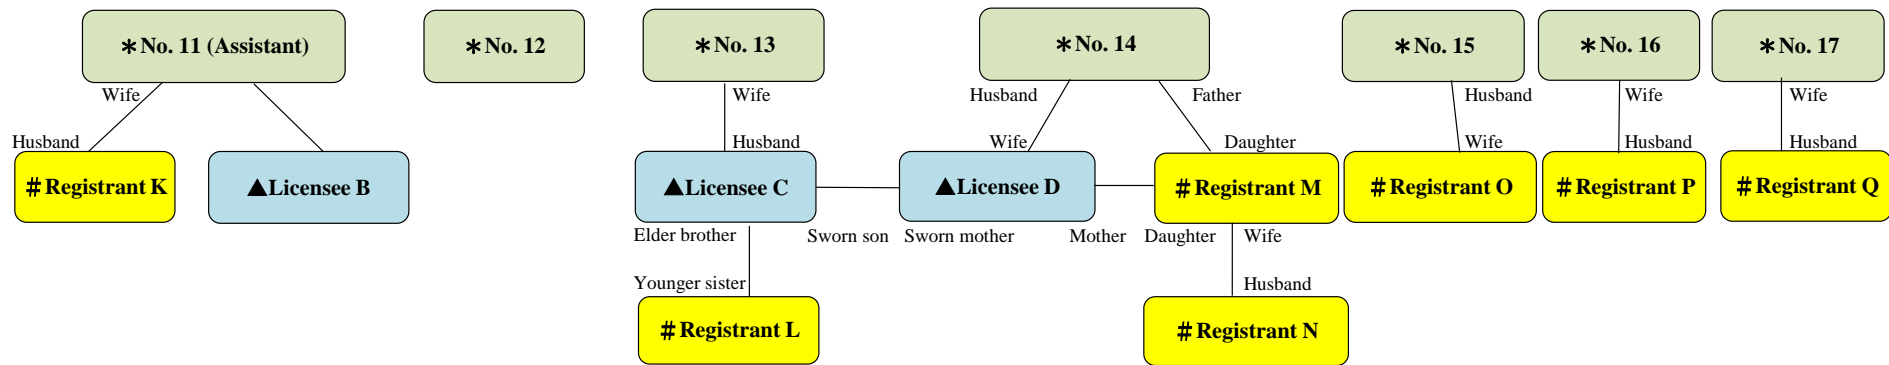 *No. 11 (Assistant)
*No. 12
*No. 13
*No. 14
*No. 15
*No. 16
*No. 17
Wife
Wife
Husband
Father
Husband
Wife
Wife
Husband
Husband
Wife
Daughter
Wife
Husband
Husband
#Registrant K
▲Licensee B
▲Licensee C
▲Licensee D
#Registrant M
#Registrant O
#Registrant P
#Registrant Q
Elder brother
Sworn son
Sworn mother
Mother
Daughter
Wife
Younger sister
Husband
#Registrant L
#Registrant N